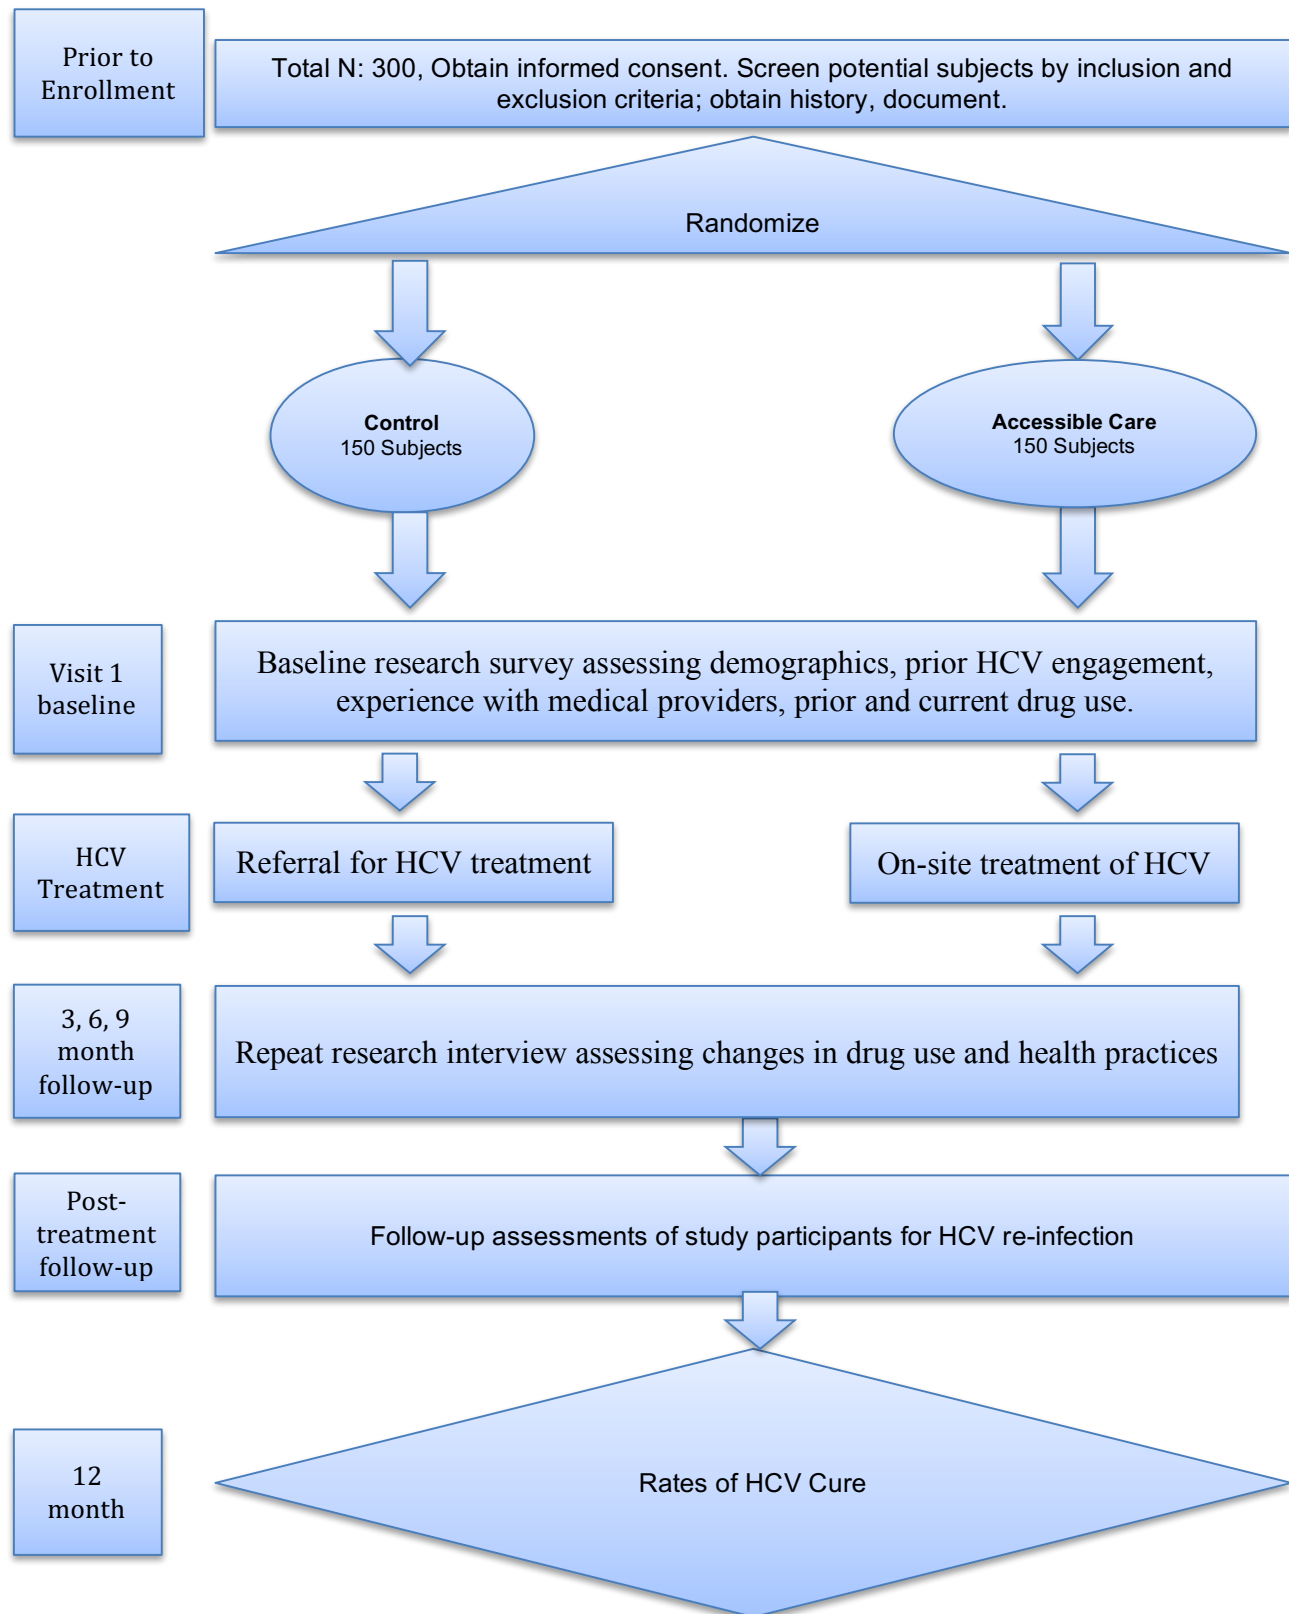 Prior to
Enrollment
Total N: 300, Obtain informed consent. Screen potential subjects by inclusion and
exclusion criteria; obtain history, document.
Randomize
Control
150 Subjects
Accessible Care
150 Subjects
Visit 1
baseline
Baseline research survey assessing demographics, prior HCV engagement,
experience with medical providers, prior and current drug use.
HCV
Treatment
Referral for HCV treatment
On-site treatment of HCV
3, 6, 9
month
follow-up
Repeat research interview assessing changes in drug use and health practices
Post-
treatment
follow-up
Follow-up assessments of study participants for HCV re-infection
12
month
Rates of HCV Cure